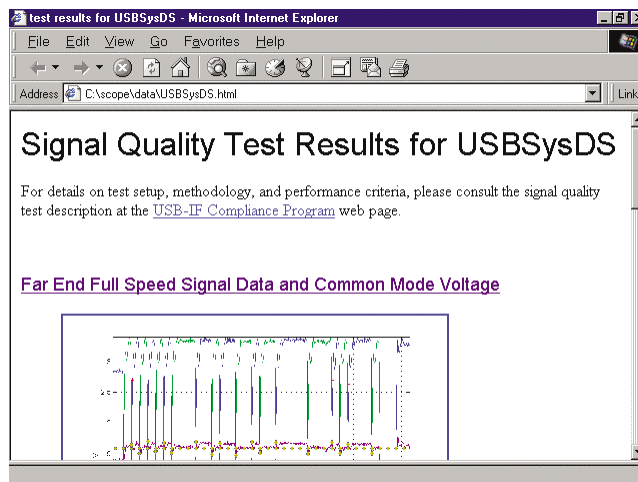 test results for USBSysDS - Microsoft Internet Explorer
File Edit View Go Favorites Help
Address C:\scope\data\USBSysDS.html Link
Signal Quality Test Results for USBSysDS
For details on test setup, methodology, and performance criteria, please consult the signal quality
test description at the USB-IF Compliance Program web page.
Far End Full Speed Signal Data and Common Mode Voltage